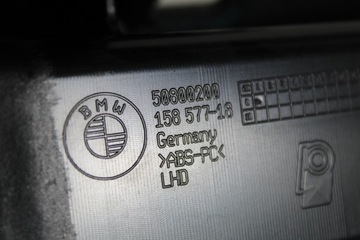 BMW
50800200
158 577-18
Germany
>ABS-PC<
LHD